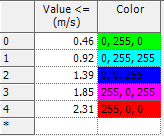 Value <= (m/s) Color
0 0.46 0, 255, 0
1 0.92 0, 255, 255
2 1.39 0, 0, 255
3 1.85 255, 0, 255
4 2.31 255, 0, 0
*